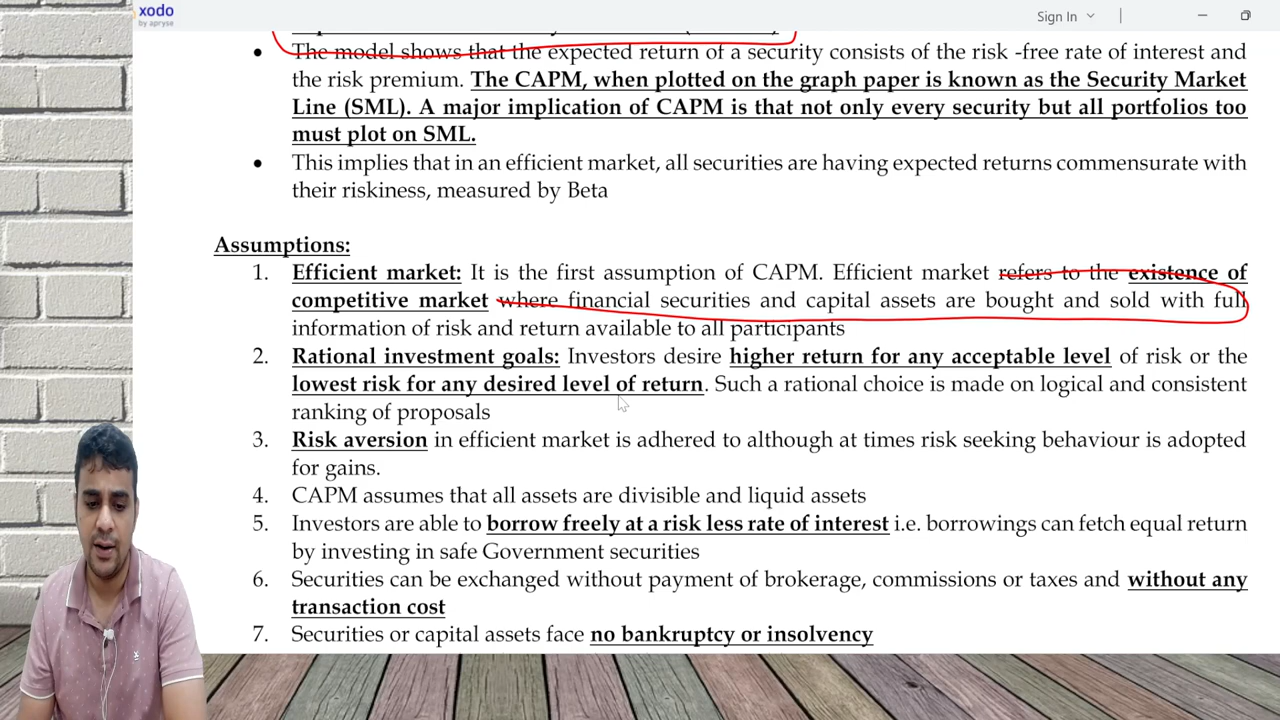 xodo
by apryse
Sign In
• The model shows that the expected return of a security consists of the risk -free rate of interest and
the risk premium. The CAPM, when plotted on the graph paper is known as the Security Market
Line (SML). A major implication of CAPM is that not only every security but all portfolios too
must plot on SML.
• This implies that in an efficient market, all securities are having expected returns commensurate with
their riskiness, measured by Beta
Assumptions:
1. Efficient market: It is the first assumption of CAPM. Efficient market refers to the existence of
competitive market where financial securities and capital assets are bought and sold with full
information of risk and return available to all participants
2. Rational investment goals: Investors desire higher return for any acceptable level of risk or the
lowest risk for any desired level of return. Such a rational choice is made on logical and consistent
ranking of proposals
3. Risk aversion in efficient market is adhered to although at times risk seeking behaviour is adopted
for gains.
4. CAPM assumes that all assets are divisible and liquid assets
5. Investors are able to borrow freely at a risk less rate of interest i.e. borrowings can fetch equal return
by investing in safe Government securities
6. Securities can be exchanged without payment of brokerage, commissions or taxes and without any
transaction cost
7. Securities or capital assets face no bankruptcy or insolvency